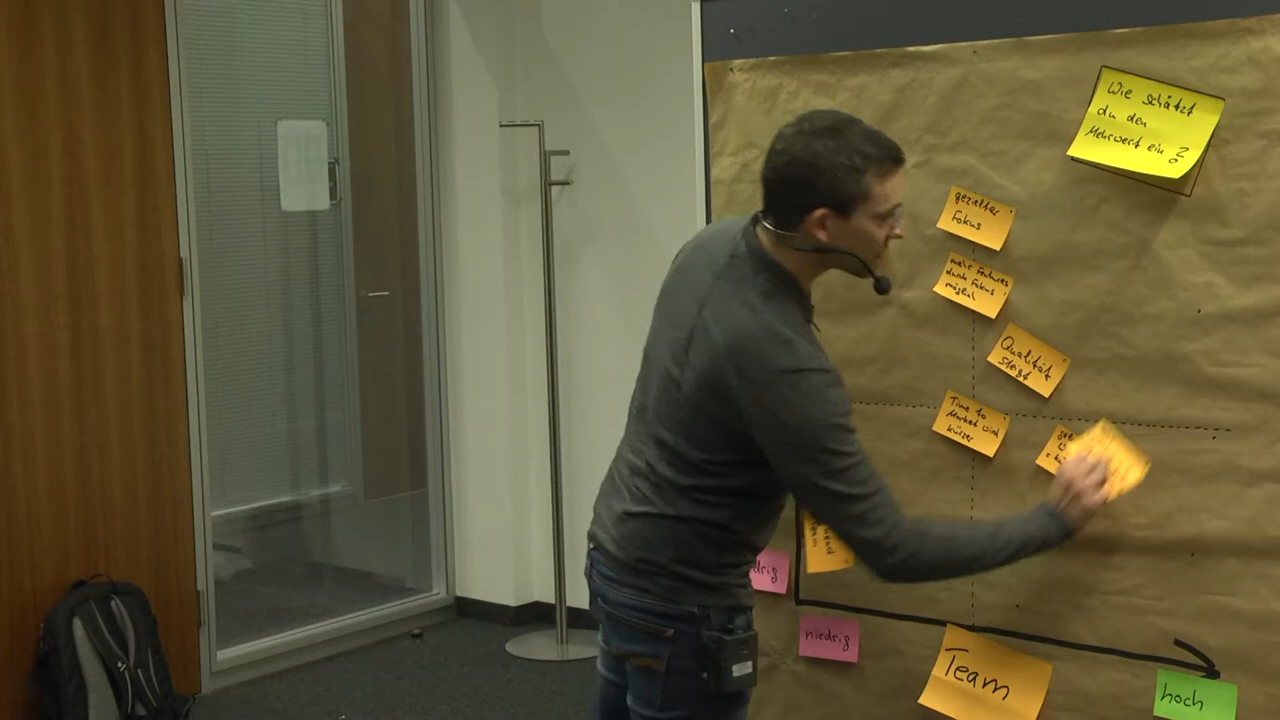 Wie schätzt
du den
Mehrwert ein?
gezielter
Fokus
mehr Features
durch Fokus
möglich
Qualität
steigt
Time to
Market wird
kürzer
Team
niedrig
Team
hoch